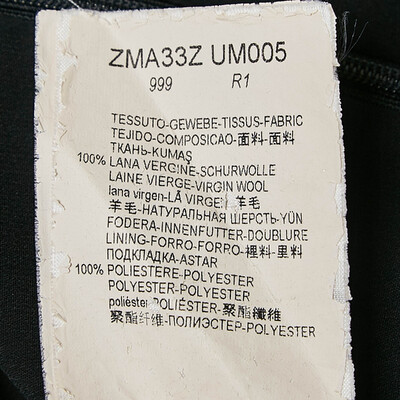 ZMA33Z UM005
999 R1
TESSUTO-GEWEBE-TISSUS-FABRIC
TEJIDO-COMPOSICAO-面料-面料
ТКАНЬ-KUMAŞ
100% LANA VERGINE-SCHURWOLLE
LAINE VIERGE-VIRGIN WOOL
lana virgen-LÃ VIRGEM 羊毛
羊毛-НАТУРАЛЬНАЯ ШЕРСТЬ-YÜN
FODERA-INNENFUTTER-DOUBLURE
LINING-FORRO-FORRO-裡料-里料
ПОДКЛАДКА-ASTAR
100% POLIESTERE-POLYESTER
POLYESTER-POLYESTER
poliéster-POLIÉSTER-聚酯纖維
聚酯纤维-ПОЛИЭСТЕР-POLYESTER